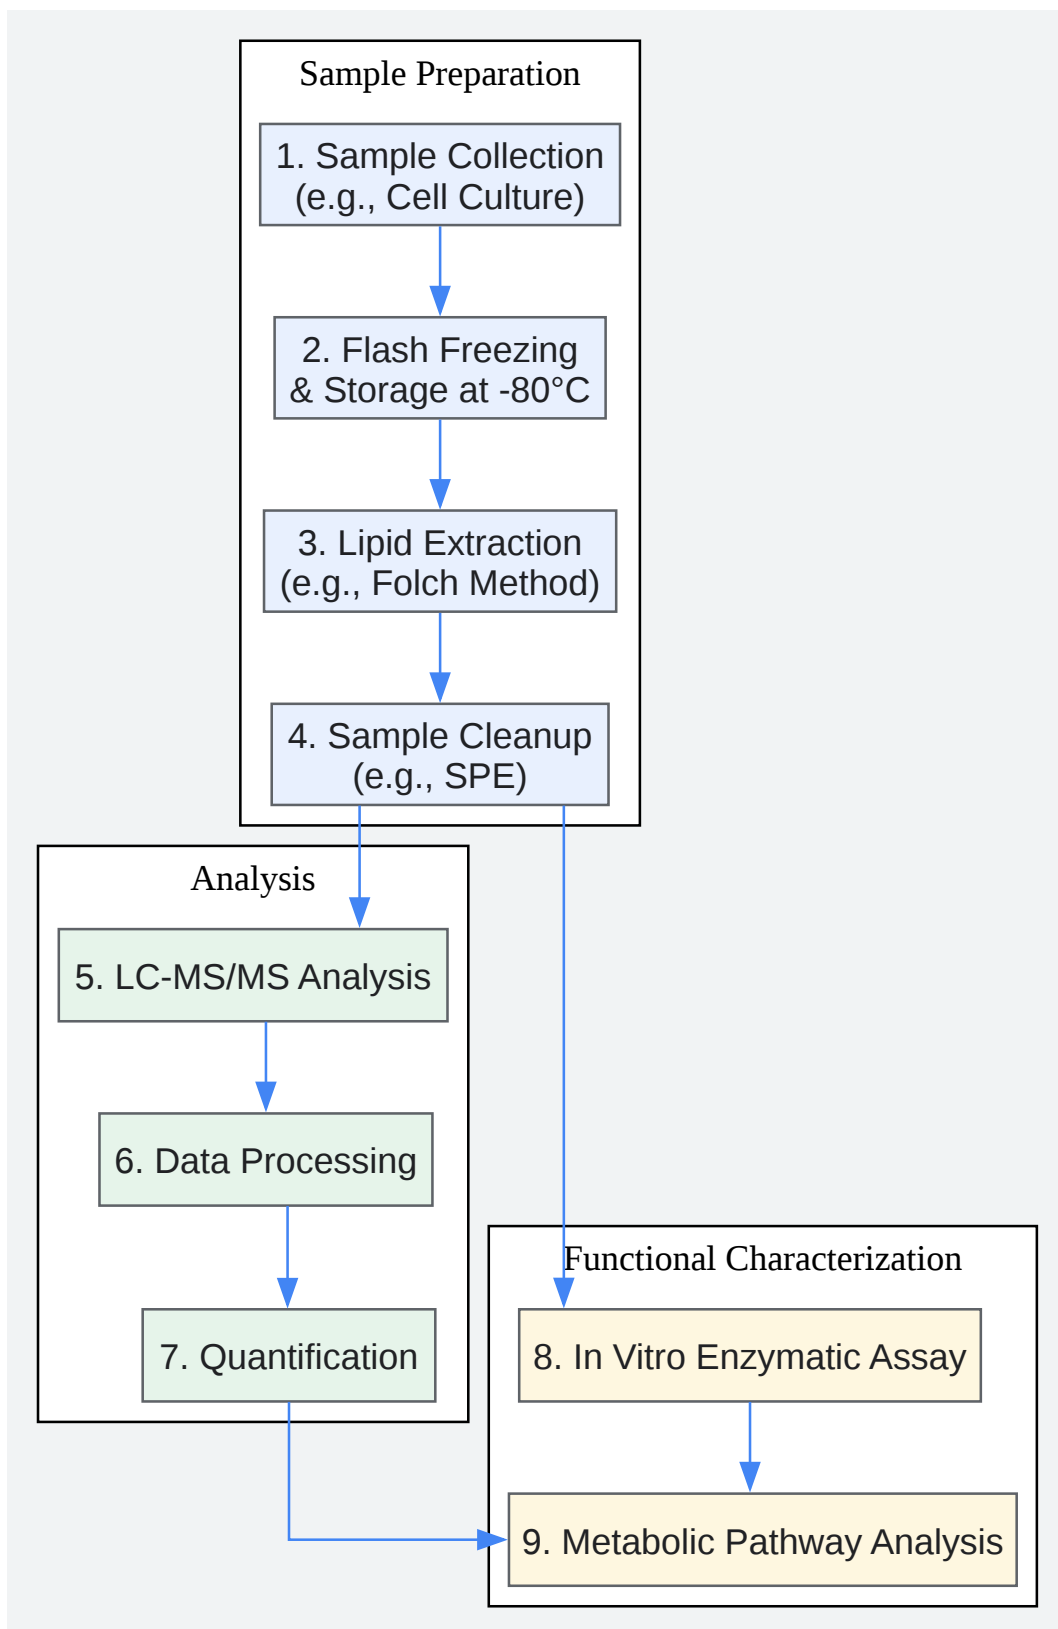 Sample Preparation
1. Sample Collection
(e.g., Cell Culture)
2. Flash Freezing
& Storage at -80°C
3. Lipid Extraction
(e.g., Folch Method)
4. Sample Cleanup
(e.g., SPE)
Analysis
5. LC-MS/MS Analysis
6. Data Processing
7. Quantification
Functional Characterization
8. In Vitro Enzymatic Assay
9. Metabolic Pathway Analysis